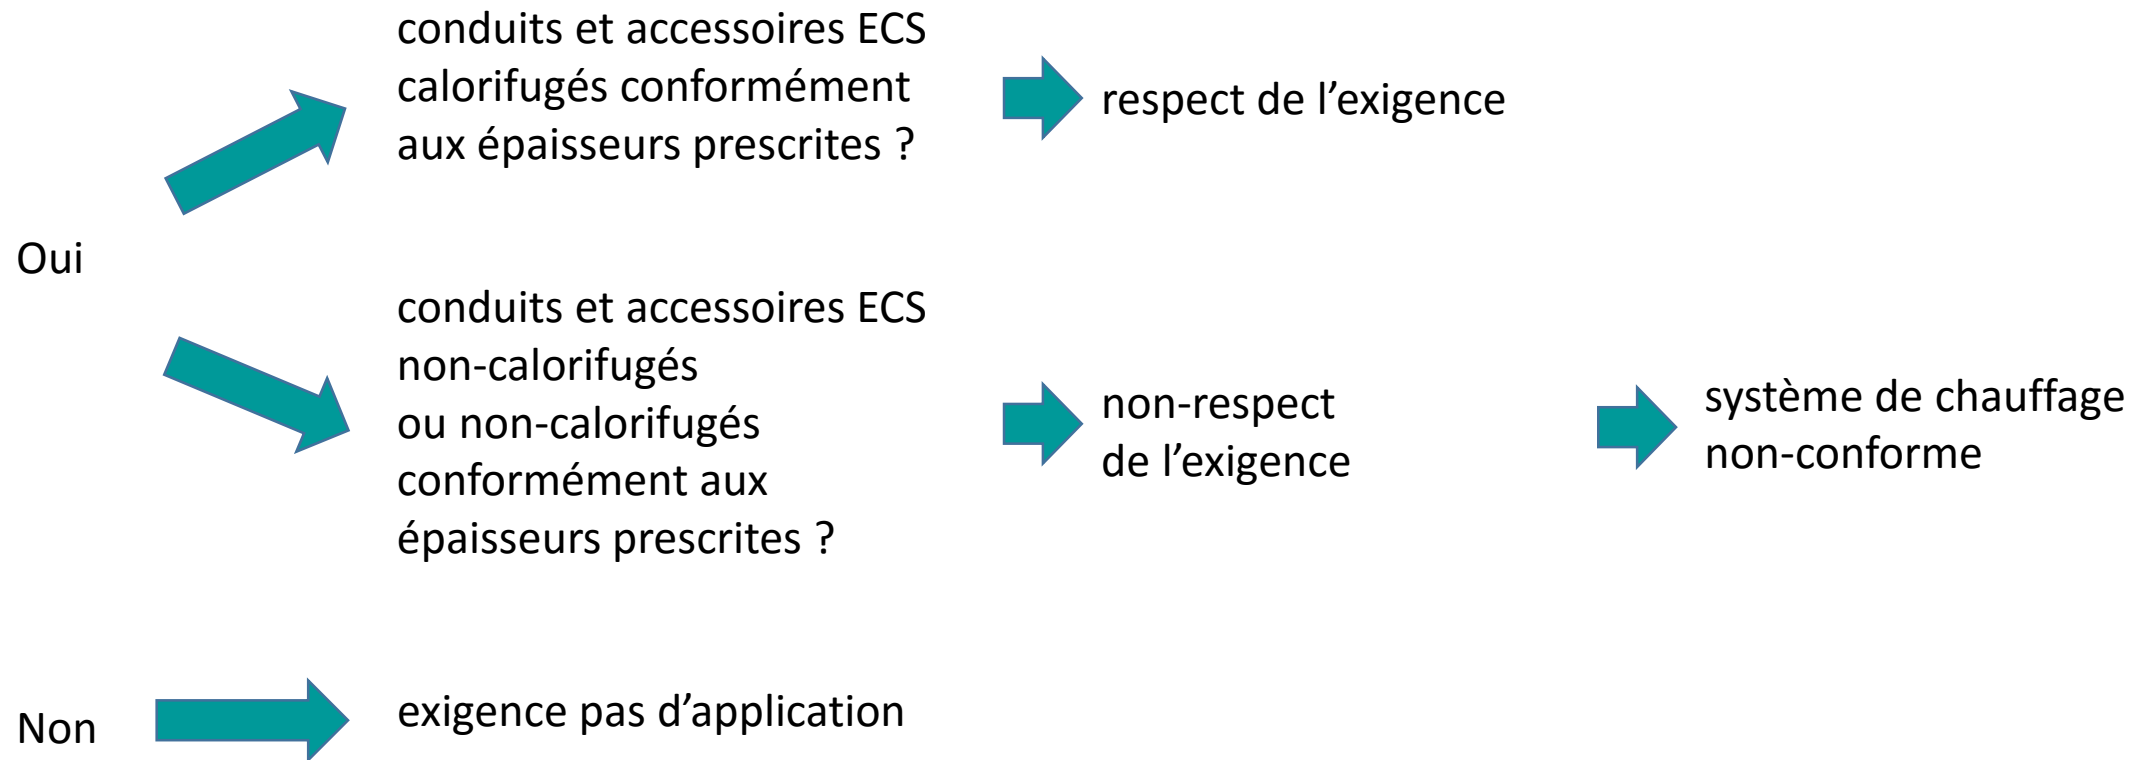 conduits et accessoires ECS
calorifugés conformément
aux épaisseurs prescrites ?
respect de l’exigence
Oui
conduits et accessoires ECS
non-calorifugés
ou non-calorifugés
conformément aux
épaisseurs prescrites ?
non-respect
de l’exigence
système de chauffage
non-conforme
Non
exigence pas d’application